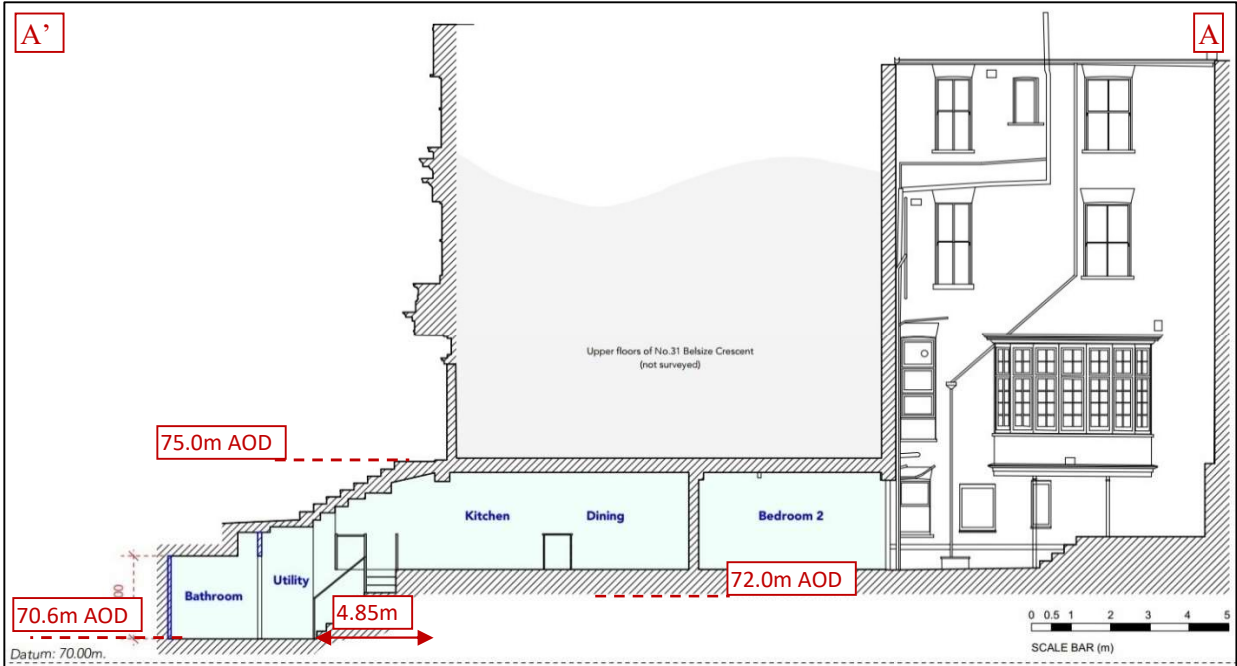 A’
A
Upper floors of No.31 Belsize Crescent
(not surveyed)
75.0m AOD
Kitchen
Dining
Bedroom 2
Utility
Bathroom
72.0m AOD
00
70.6m AOD
4.85m
0 0.5 1 2 3 4 5
SCALE BAR (m)
Datum: 70.00m.